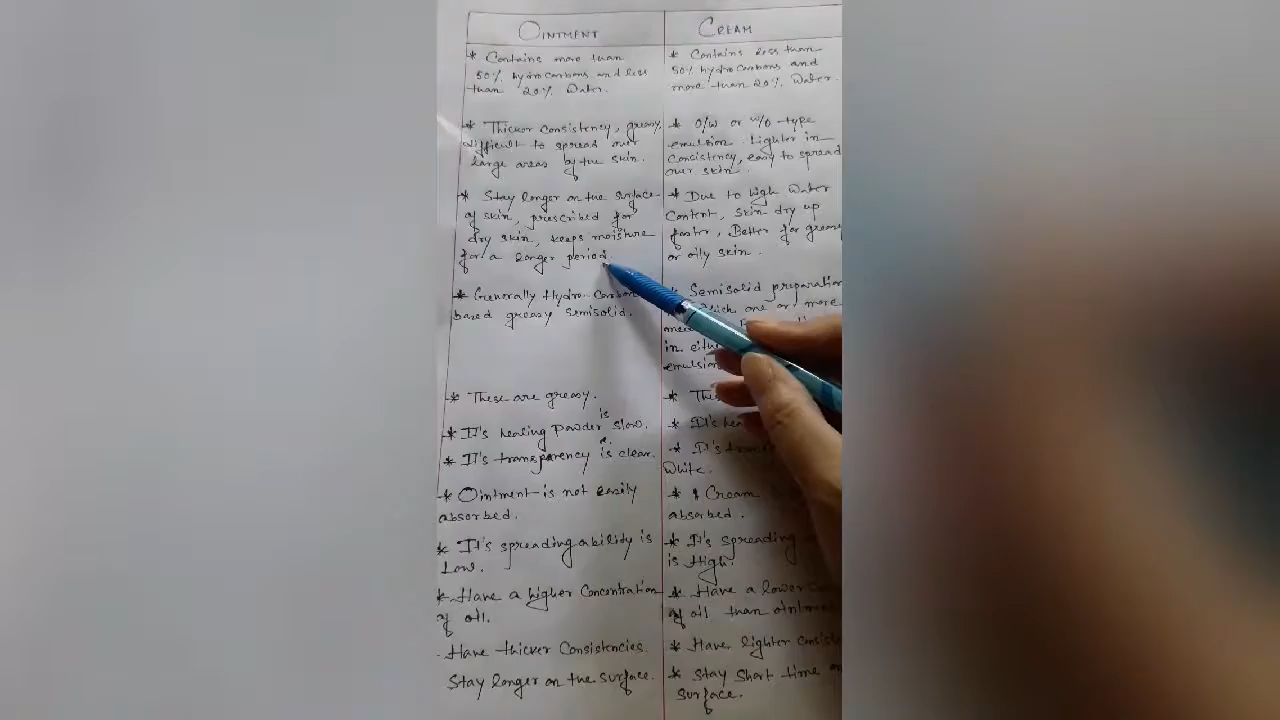 OINTMENT
* Contains more than
50% hydrocarbons and less
than 20% Water.
* Thicker Consistency, greasy,
difficult to spread over
large areas by the skin.
* Stay longer on the surface
of skin, prescribed for
dry skin, keeps moisture
for a longer period.
* Generally Hydro-Carbon
based greasy semisolid.
* These are greasy.
* It's healing powder is slow.
* It's transparency is clear.
* Ointment is not easily
absorbed.
* It's spreading ability is
Low.
* Have a higher Concentration
of oil.
Have thicker Consistencies.
Stay longer on the surface.
CREAM
* Contains less than
50% hydrocarbons and
more than 20% Water.
* O/W or W/O type
emulsion. Lighter in
Consistency, easy to spread
over skin.
* Due to high Water
Content, Skin dry up
faster, Better for greasy
or oily skin.
* Semisolid preparation
one or more
in
emulsion
*
* It's
* It's
White.
* Cream
absorbed.
* It's spreading
is High.
* Have a lower
of oil than
* Have lighter
* Stay short time
surface.